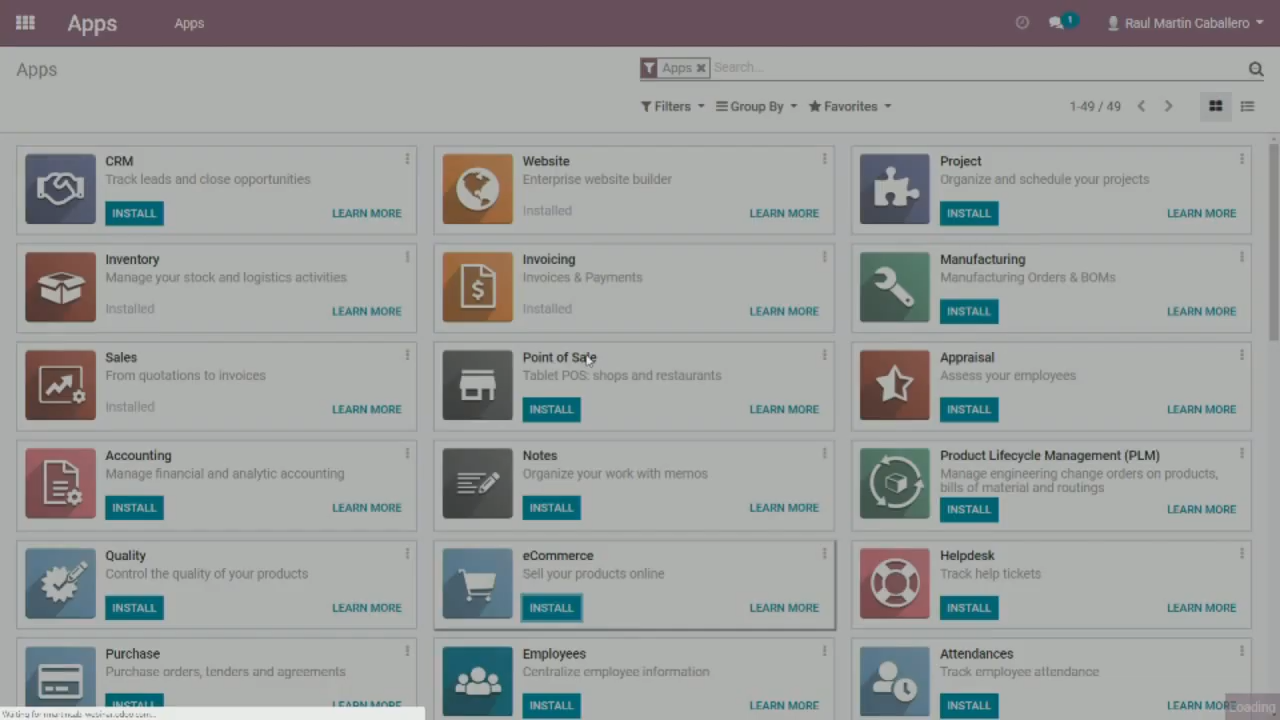 Apps
Apps
1
Raul Martin Caballero
Apps
Apps
Search...
Filters
Group By
Favorites
1-49 / 49
CRM
Track leads and close opportunities
INSTALL
LEARN MORE
Website
Enterprise website builder
Installed
LEARN MORE
Project
Organize and schedule your projects
INSTALL
LEARN MORE
Inventory
Manage your stock and logistics activities
Installed
LEARN MORE
Invoicing
Invoices & Payments
Installed
LEARN MORE
Manufacturing
Manufacturing Orders & BOMs
INSTALL
LEARN MORE
Sales
From quotations to invoices
Installed
LEARN MORE
Point of Sale
Tablet POS: shops and restaurants
INSTALL
LEARN MORE
Appraisal
Assess your employees
INSTALL
LEARN MORE
Accounting
Manage financial and analytic accounting
INSTALL
LEARN MORE
Notes
Organize your work with memos
INSTALL
LEARN MORE
Product Lifecycle Management (PLM)
Manage engineering change orders on products,
bills of material and routings
INSTALL
LEARN MORE
Quality
Control the quality of your products
INSTALL
LEARN MORE
eCommerce
Sell your products online
INSTALL
LEARN MORE
Helpdesk
Track help tickets
INSTALL
LEARN MORE
Purchase
Purchase orders, tenders and agreements
INSTALL
LEARN MORE
Employees
Centralize employee information
INSTALL
LEARN MORE
Attendances
Track employee attendance
INSTALL
LEARN MORE
Loading
Waiting for